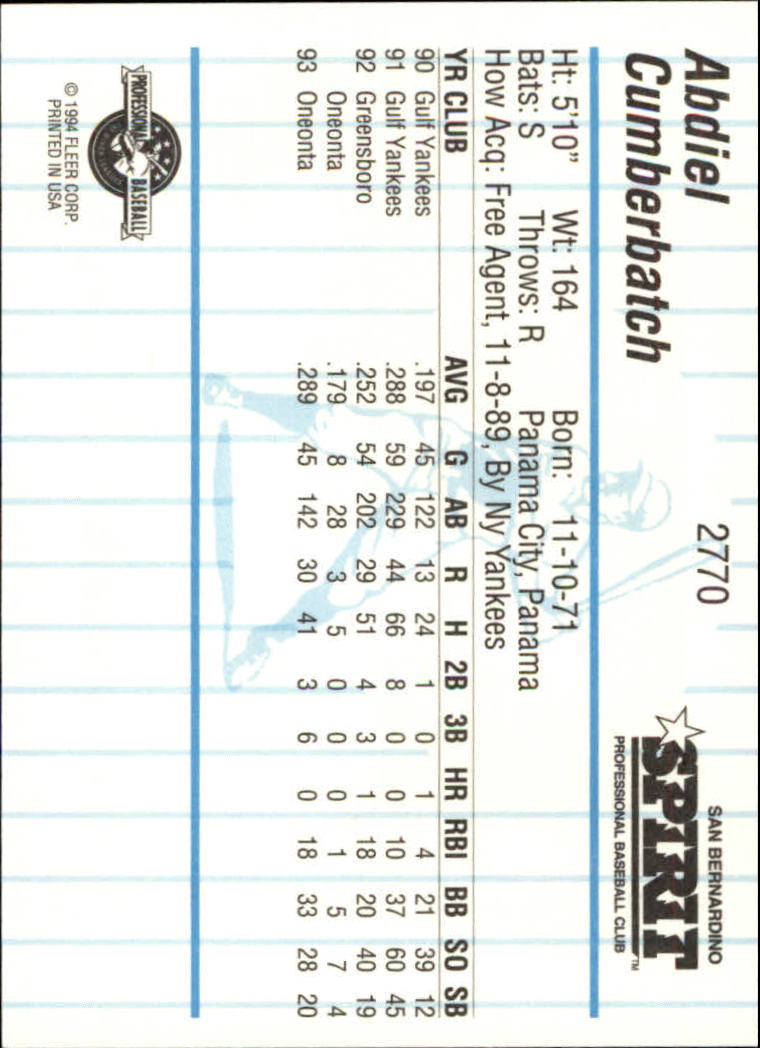 Abdiel
Cumberbatch
2770
SAN BERNARDINO
SPIRIT™
PROFESSIONAL BASEBALL CLUB
Ht: 5'10" Wt: 164 Born: 11-10-71
Bats: S Throws: R Panama City, Panama
How Acq: Free Agent, 11-8-89, By Ny Yankees
YR CLUB AVG G AB R H 2B 3B HR RBI BB SO SB
90 Gulf Yankees .197 45 122 13 24 1 0 1 4 21 39 12
91 Gulf Yankees .288 59 229 44 66 8 0 0 10 37 60 45
92 Greensboro .252 54 202 29 51 4 3 1 18 20 40 19
Oneonta .179 8 28 3 5 0 0 0 1 5 7 4
93 Oneonta .289 45 142 30 41 3 6 0 18 33 28 20
PROFESSIONAL BASEBALL
© 1994 FLEER CORP.
PRINTED IN USA